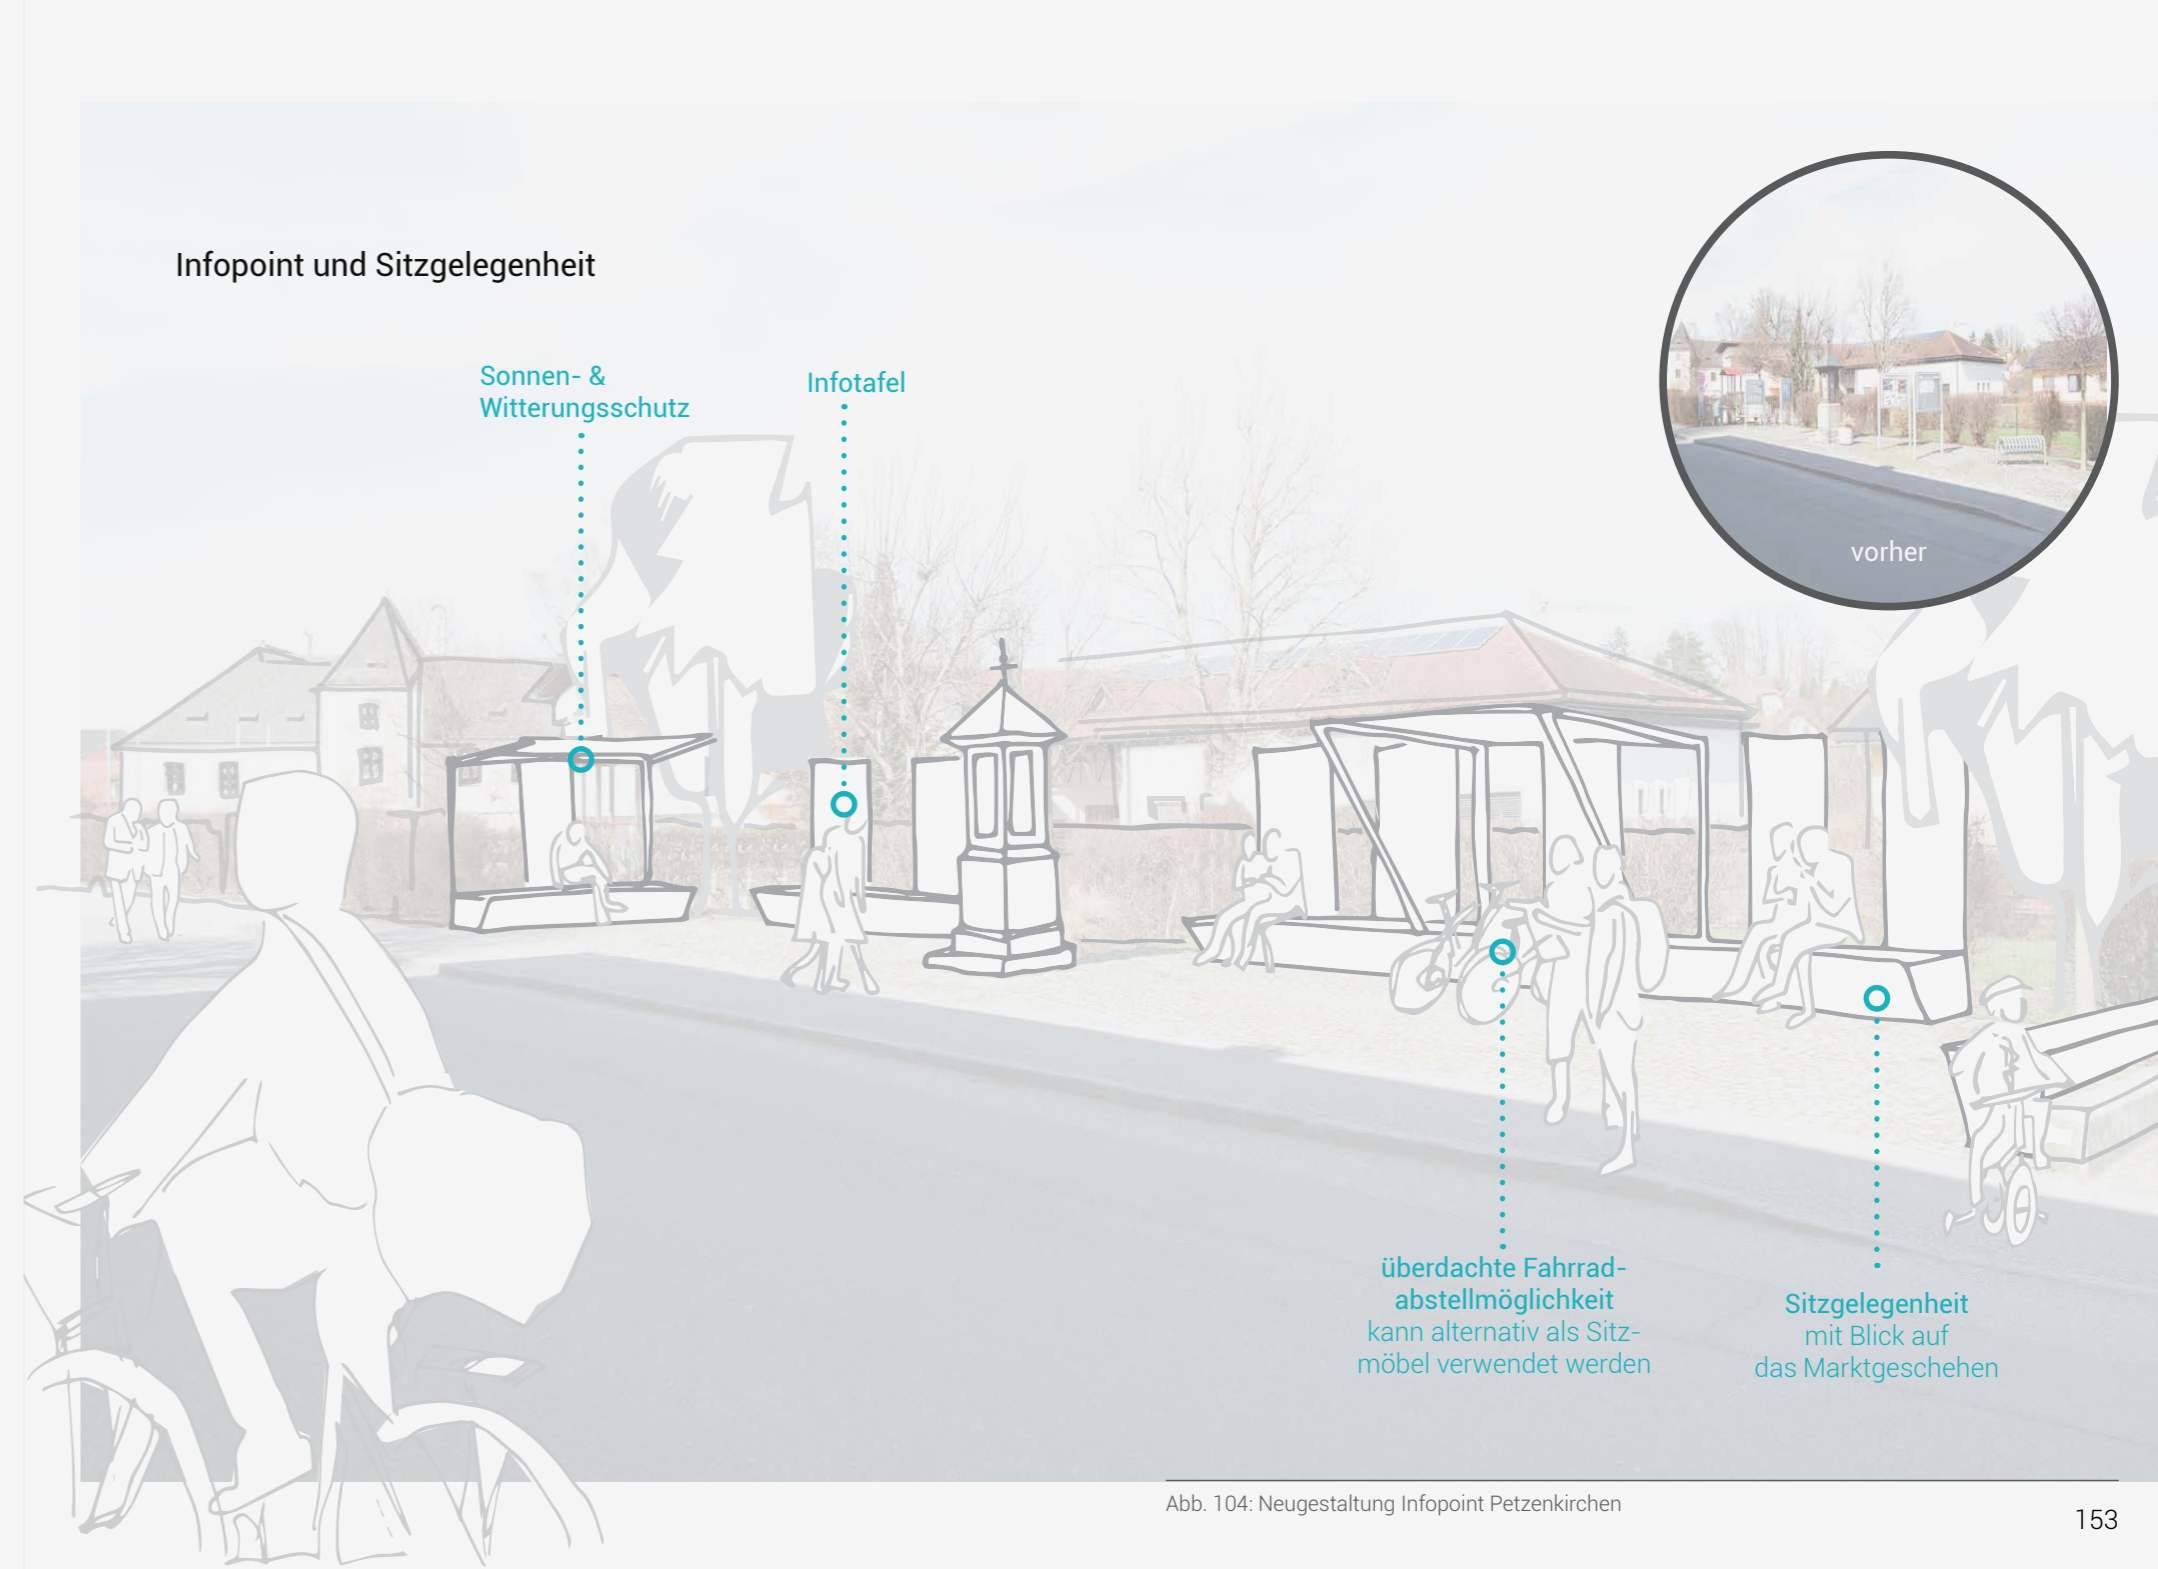 Infopoint und Sitzgelegenheit
Sonnen- &
Witterungsschutz
Infotafel
vorher
überdachte Fahrrad-
abstellmöglichkeit
kann alternativ als Sitz-
möbel verwendet werden
Sitzgelegenheit
mit Blick auf
das Marktgeschehen
Abb. 104: Neugestaltung Infopoint Petzenkirchen
153